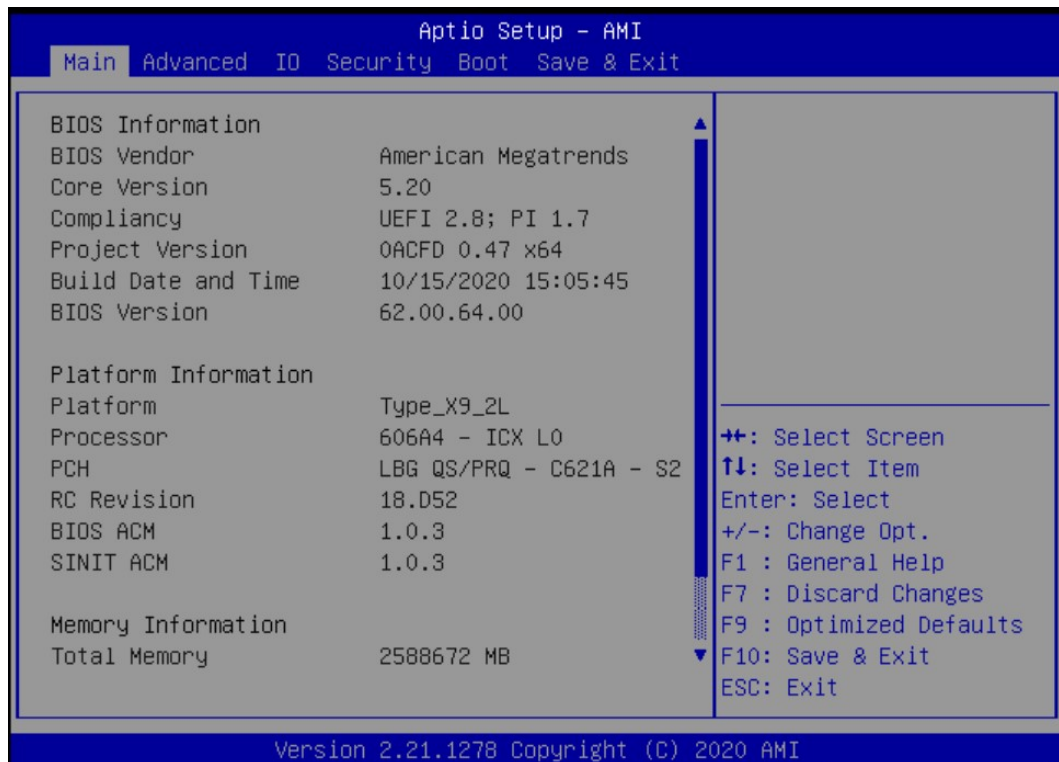 Aptio Setup – AMI
Main Advanced IO Security Boot Save & Exit
BIOS Information
BIOS Vendor American Megatrends
Core Version 5.20
Compliancy UEFI 2.8; PI 1.7
Project Version 0ACFD 0.47 x64
Build Date and Time 10/15/2020 15:05:45
BIOS Version 62.00.64.00
Platform Information
Platform Type_X9_2L
Processor 606A4 - ICX L0
PCH LBG QS/PRQ - C621A - S2
RC Revision 18.D52
BIOS ACM 1.0.3
SINIT ACM 1.0.3
Memory Information
Total Memory 2588672 MB
→←: Select Screen
↑↓: Select Item
Enter: Select
+/-: Change Opt.
F1 : General Help
F7 : Discard Changes
F9 : Optimized Defaults
F10: Save & Exit
ESC: Exit
Version 2.21.1278 Copyright (C) 2020 AMI